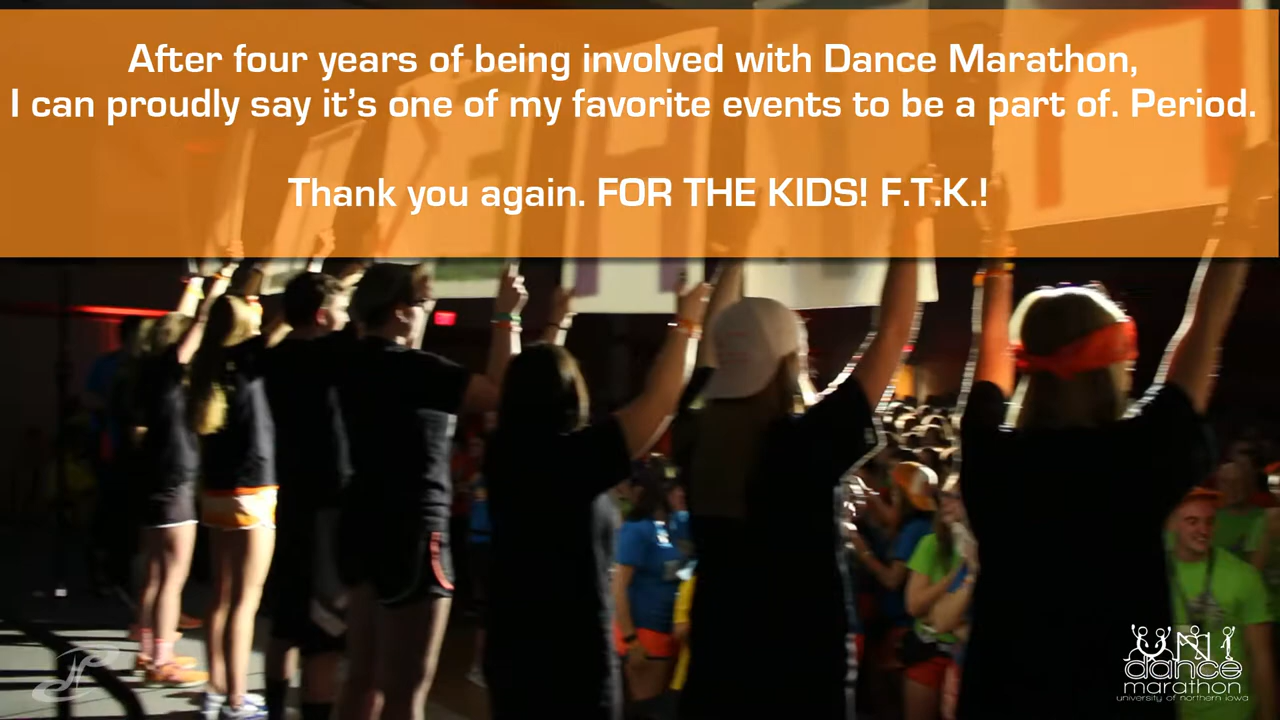 After four years of being involved with Dance Marathon,
I can proudly say it's one of my favorite events to be a part of. Period.
Thank you again. FOR THE KIDS! F.T.K.!
UNI
dance
marathon
university of northern iowa